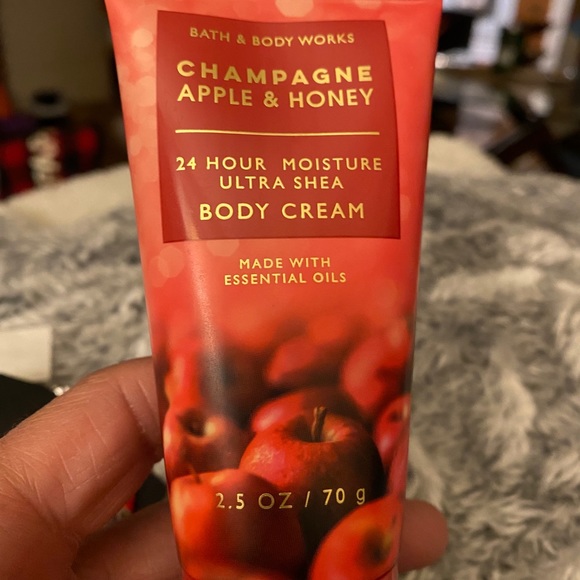 BATH & BODY WORKS
CHAMPAGNE
APPLE & HONEY
24 HOUR MOISTURE
ULTRA SHEA
BODY CREAM
MADE WITH
ESSENTIAL OILS
2.5 OZ / 70 g